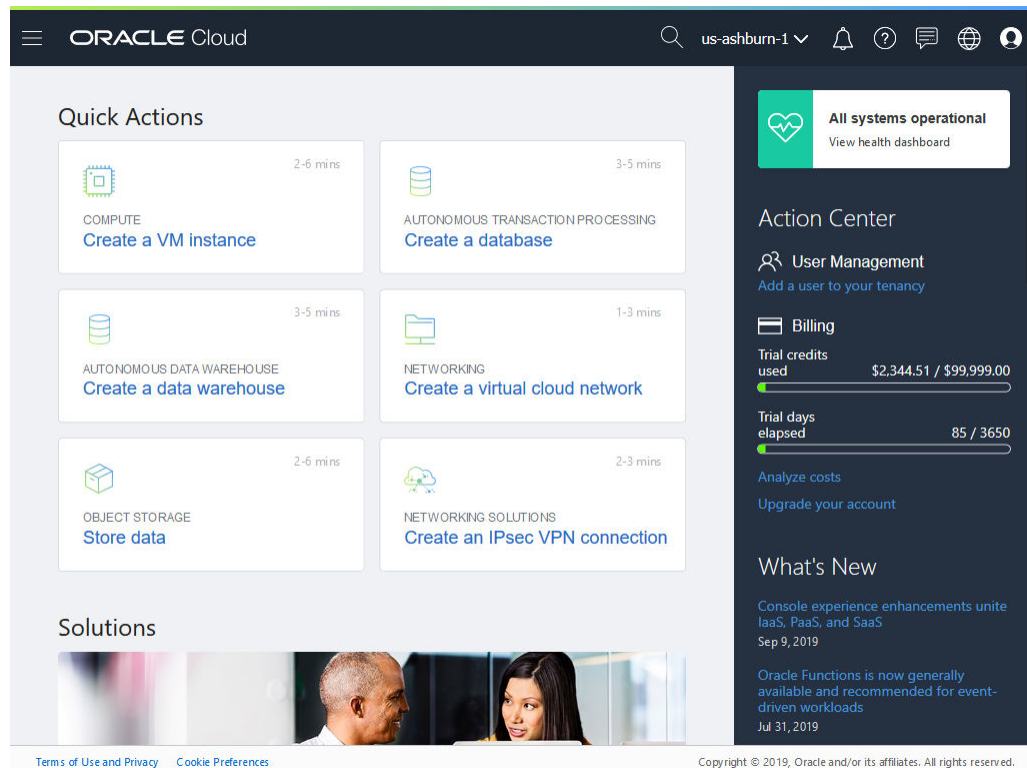 ORACLE Cloud
us-ashburn-1
Quick Actions
2-6 mins
COMPUTE
Create a VM instance
3-5 mins
AUTONOMOUS TRANSACTION PROCESSING
Create a database
3-5 mins
AUTONOMOUS DATA WAREHOUSE
Create a data warehouse
1-3 mins
NETWORKING
Create a virtual cloud network
2-6 mins
OBJECT STORAGE
Store data
2-3 mins
NETWORKING SOLUTIONS
Create an IPsec VPN connection
Solutions
All systems operational
View health dashboard
Action Center
User Management
Add a user to your tenancy
Billing
Trial credits
used $2,344.51 / $99,999.00
Trial days
elapsed 85 / 3650
Analyze costs
Upgrade your account
What's New
Console experience enhancements unite
IaaS, PaaS, and SaaS
Sep 9, 2019
Oracle Functions is now generally
available and recommended for event-
driven workloads
Jul 31, 2019
Terms of Use and Privacy Cookie Preferences
Copyright © 2019, Oracle and/or its affiliates. All rights reserved.